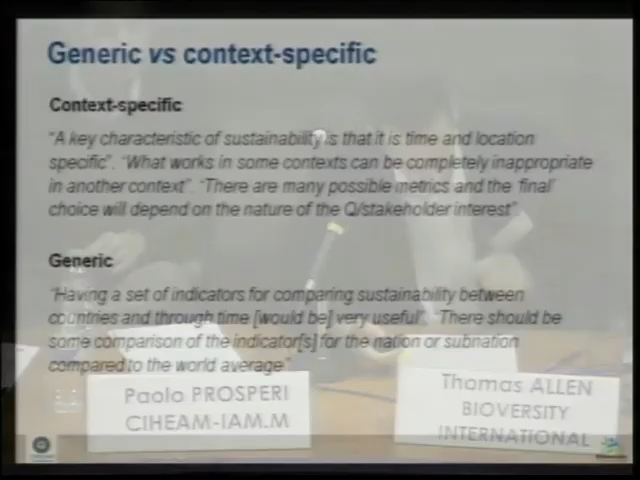 Generic vs context-specific
Context-specific
"A key characteristic of sustainability is that it is time and location
specific". "What works in some contexts can be completely inappropriate
in another context". "There are many possible metrics and the 'final'
choice will depend on the nature of the Q/stakeholder interest"
Generic
"Having a set of indicators for comparing sustainability between
countries and through time [would be] very useful" "There should be
some comparison of the indicator[s] for the nation or subnation
compared to the world average"
Paolo PROSPERI
CIHEAM-IAM.M
Thomas ALLEN
BIOVERSITY
INTERNATIONAL